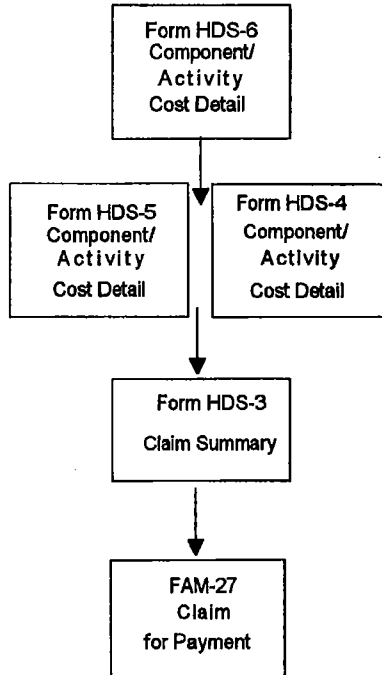 Form HDS-6
Component/
Activity
Cost Detail
Form HDS-5
Component/
Activity
Cost Detail
Form HDS-4
Component/
Activity
Cost Detail
Form HDS-3
Claim Summary
FAM-27
Claim
for Payment